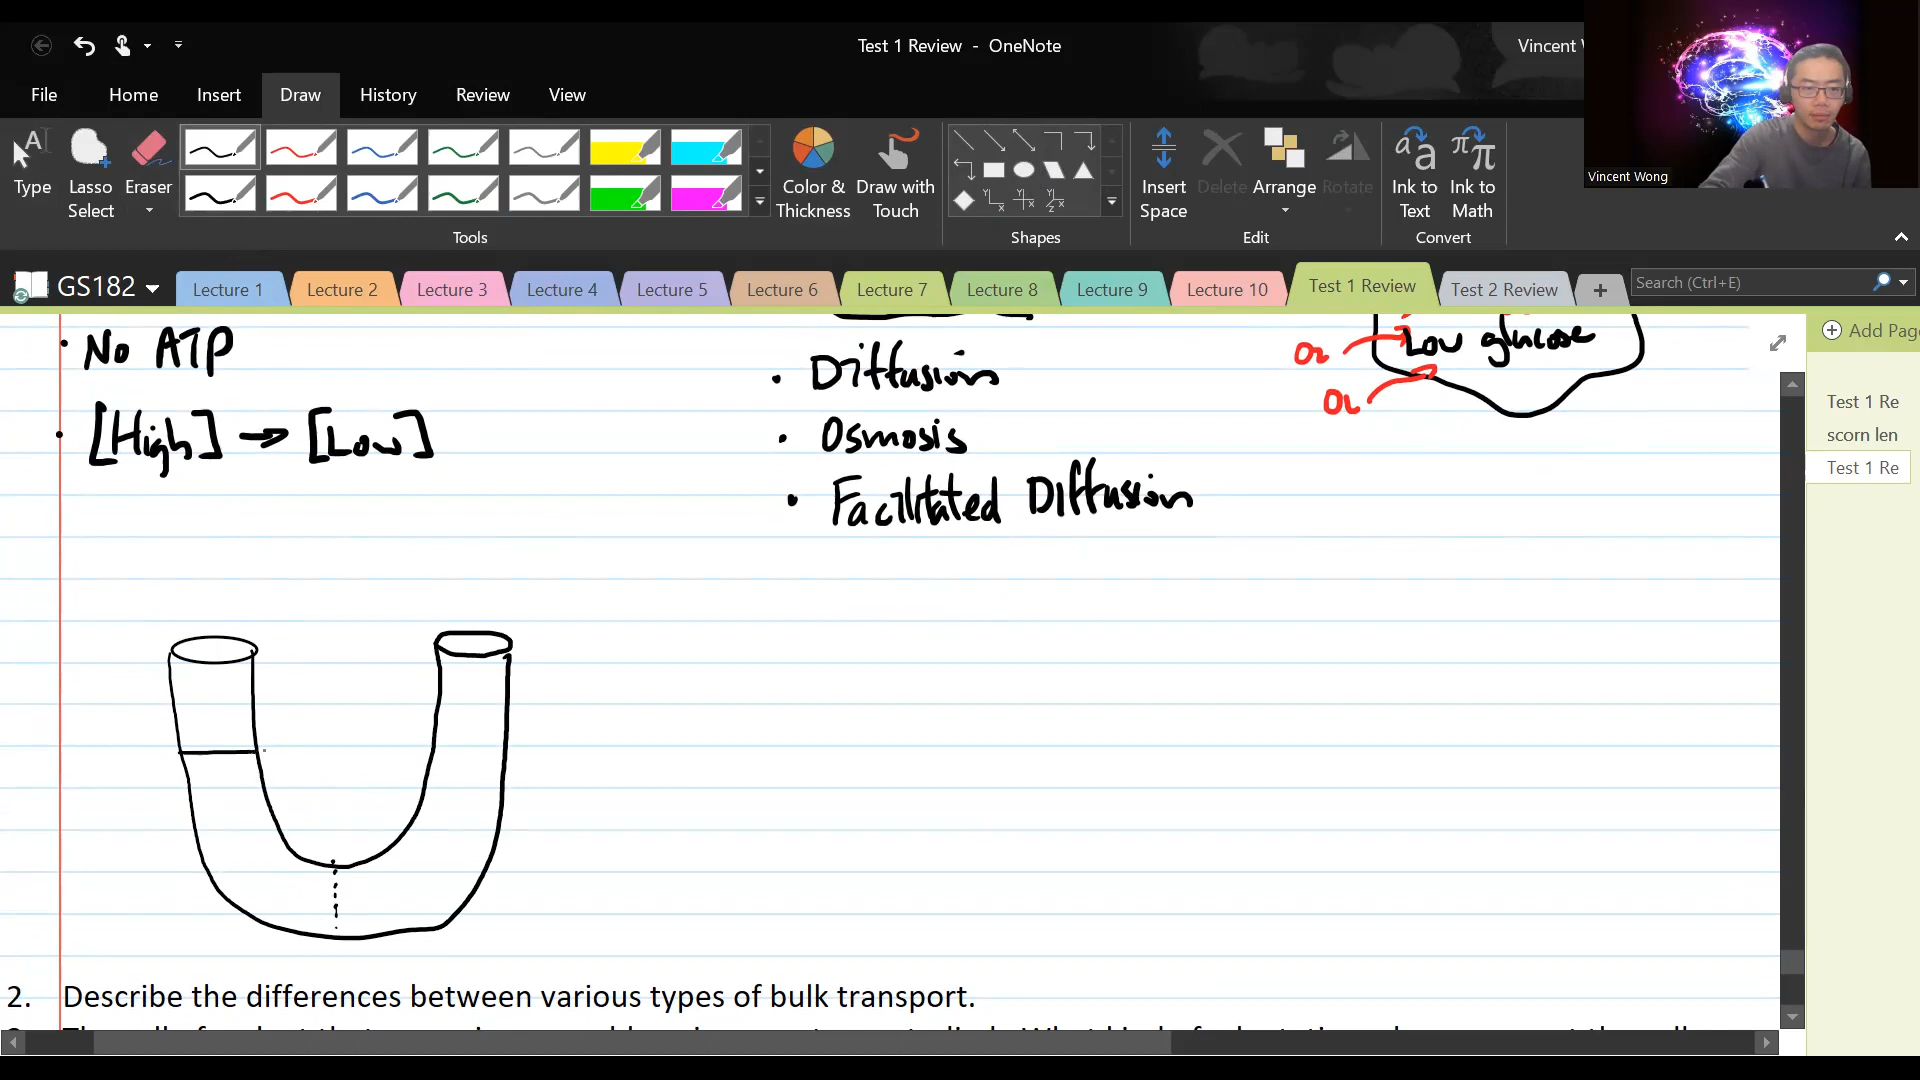 Test 1 Review - OneNote
Vincent W
File
Home
Insert
Draw
History
Review
View
Type
Lasso Select
Eraser
Color & Thickness
Draw with Touch
Insert Space
Delete
Arrange
Rotate
Ink to Text
Ink to Math
Tools
Shapes
Edit
Convert
Vincent Wong
GS182
Lecture 1
Lecture 2
Lecture 3
Lecture 4
Lecture 5
Lecture 6
Lecture 7
Lecture 8
Lecture 9
Lecture 10
Test 1 Review
Test 2 Review
Search (Ctrl+E)
Add Pag
Test 1 Re
scorn len
Test 1 Re
• No ATP
• [High] → [Low]
• Diffusion
• Osmosis
• Facilitated Diffusion
Low glucose
2. Describe the differences between various types of bulk transport.